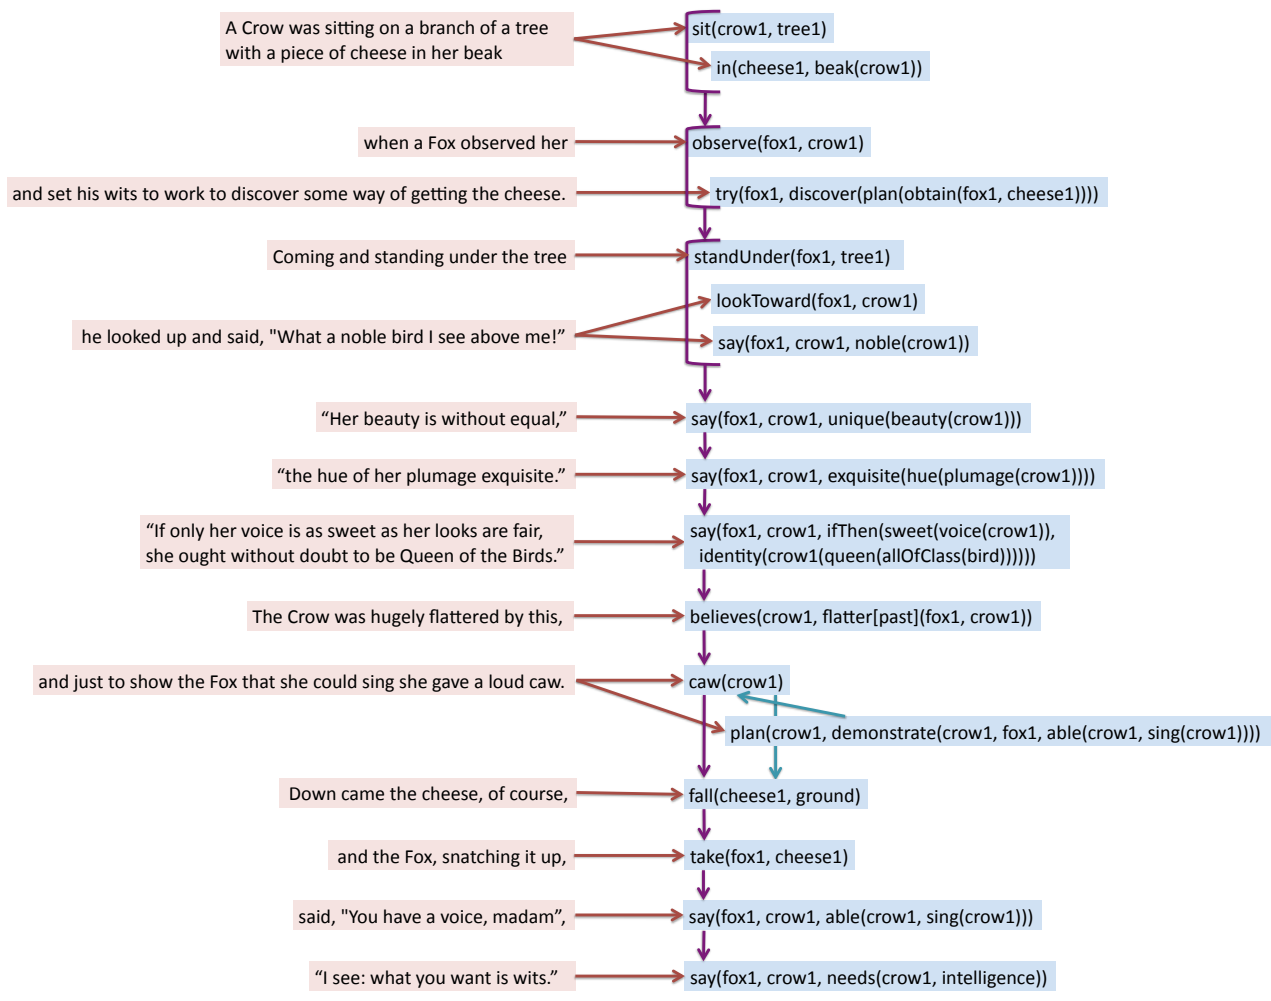 A Crow was sitting on a branch of a tree
with a piece of cheese in her beak
sit(crow1, tree1)
in(cheese1, beak(crow1))
when a Fox observed her
observe(fox1, crow1)
and set his wits to work to discover some way of getting the cheese.
try(fox1, discover(plan(obtain(fox1, cheese1))))
Coming and standing under the tree
standUnder(fox1, tree1)
lookToward(fox1, crow1)
he looked up and said, "What a noble bird I see above me!”
say(fox1, crow1, noble(crow1))
“Her beauty is without equal,”
say(fox1, crow1, unique(beauty(crow1)))
“the hue of her plumage exquisite.”
say(fox1, crow1, exquisite(hue(plumage(crow1))))
“If only her voice is as sweet as her looks are fair,
she ought without doubt to be Queen of the Birds.”
say(fox1, crow1, ifThen(sweet(voice(crow1)),
identity(crow1(queen(allOfClass(bird))))))
The Crow was hugely flattered by this,
believes(crow1, flatter[past](fox1, crow1))
and just to show the Fox that she could sing she gave a loud caw.
caw(crow1)
plan(crow1, demonstrate(crow1, fox1, able(crow1, sing(crow1))))
Down came the cheese, of course,
fall(cheese1, ground)
and the Fox, snatching it up,
take(fox1, cheese1)
said, "You have a voice, madam”,
say(fox1, crow1, able(crow1, sing(crow1)))
“I see: what you want is wits.”
say(fox1, crow1, needs(crow1, intelligence))